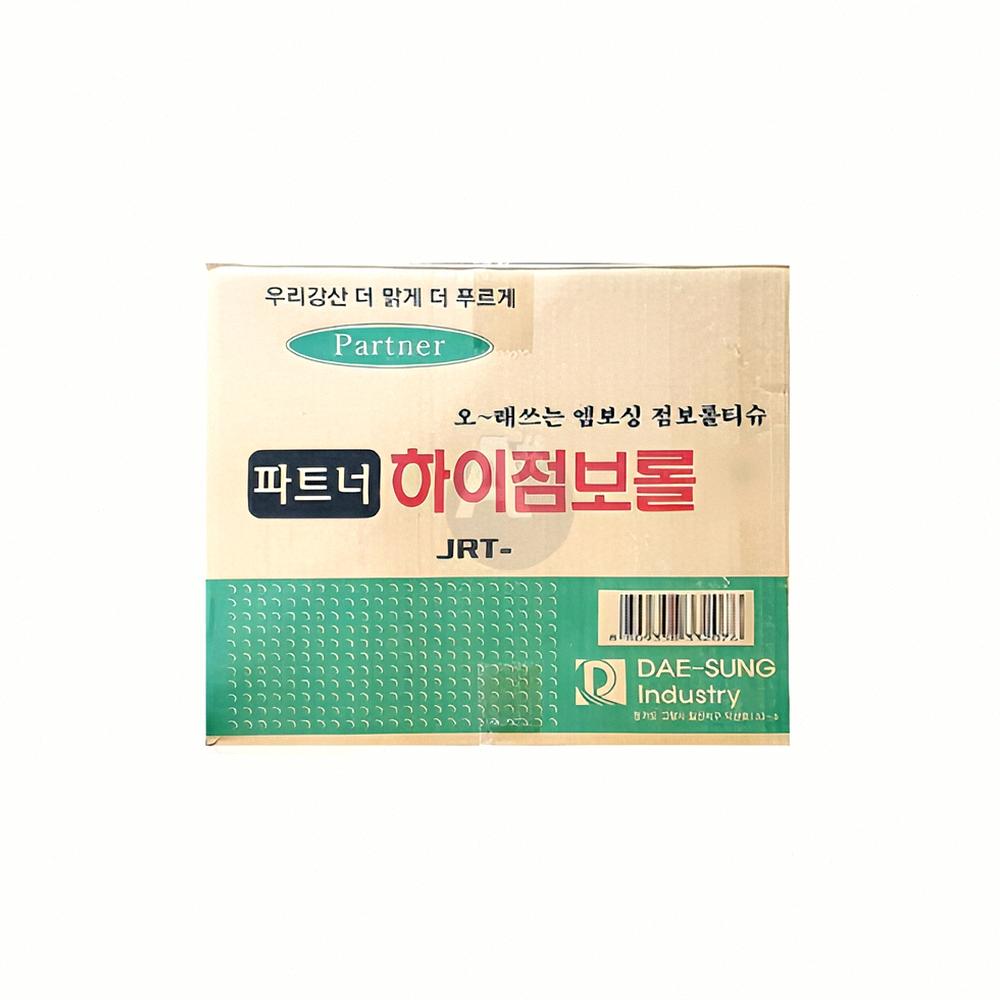 우리강산 더 맑게 더 푸르게
Partner
오~래쓰는 엠보싱 점보롤티슈
파트너 하이점보롤
JRT-
DAE-SUNG
Industry